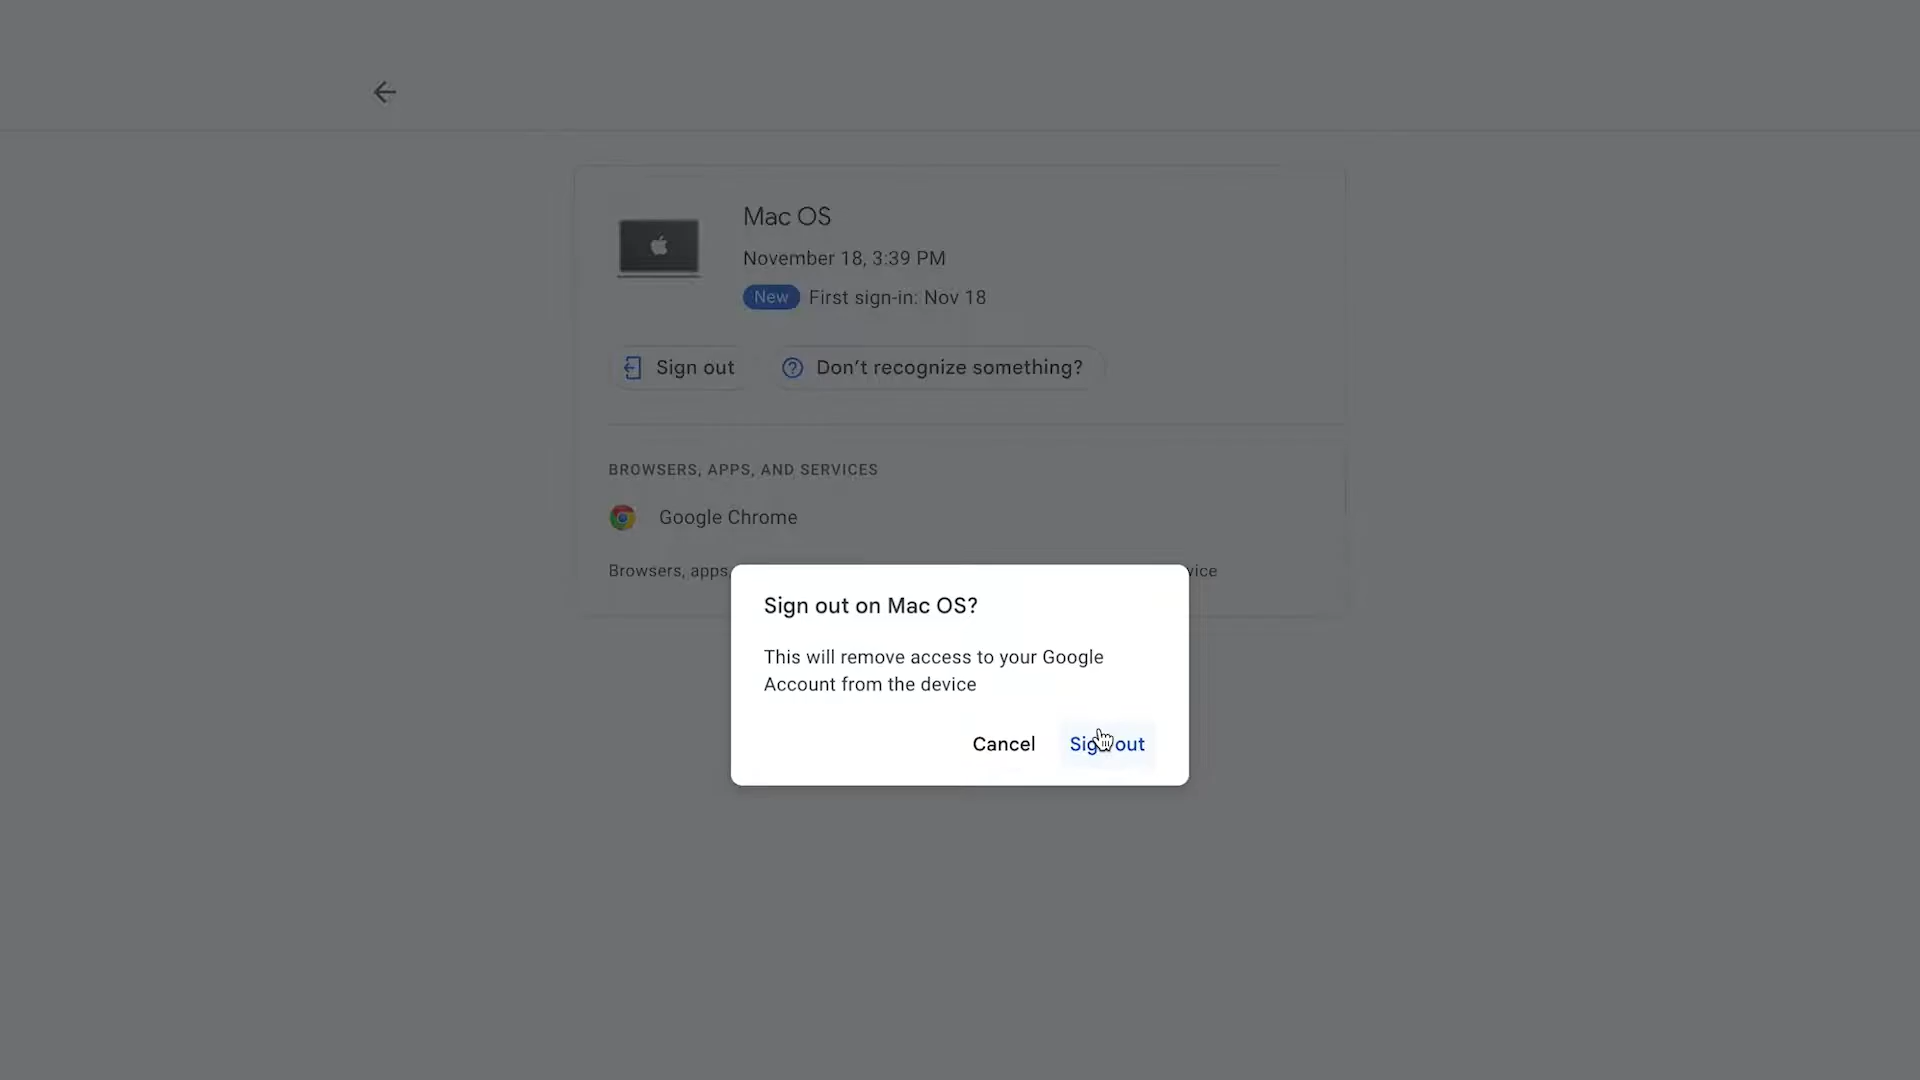 Mac OS
November 18, 3:39 PM
New First sign-in: Nov 18
Sign out Don't recognize something?
BROWSERS, APPS, AND SERVICES
Google Chrome
Browsers, apps,
Sign out on Mac OS?
This will remove access to your Google
Account from the device
Cancel Sign out